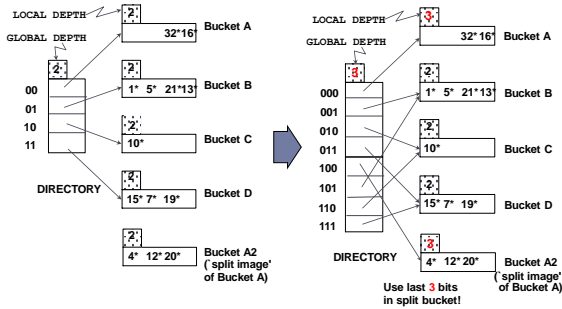 LOCAL DEPTH
2
Bucket A
32*16*
GLOBAL DEPTH
2
2
Bucket B
00
1* 5* 21*13*
01
10
2
Bucket C
11
10*
2
DIRECTORY
Bucket D
15* 7* 19*
2
Bucket A2
4* 12*20*
(`split image'
of Bucket A)
LOCAL DEPTH
3
Bucket A
32*16*
GLOBAL DEPTH
3
2
000
1* 5* 21*13*
Bucket B
001
010
2
011
10*
Bucket C
100
101
2
110
15* 7* 19*
Bucket D
111
DIRECTORY
3
4* 12*20*
Bucket A2
(`split image'
of Bucket A)
Use last 3 bits
in split bucket!